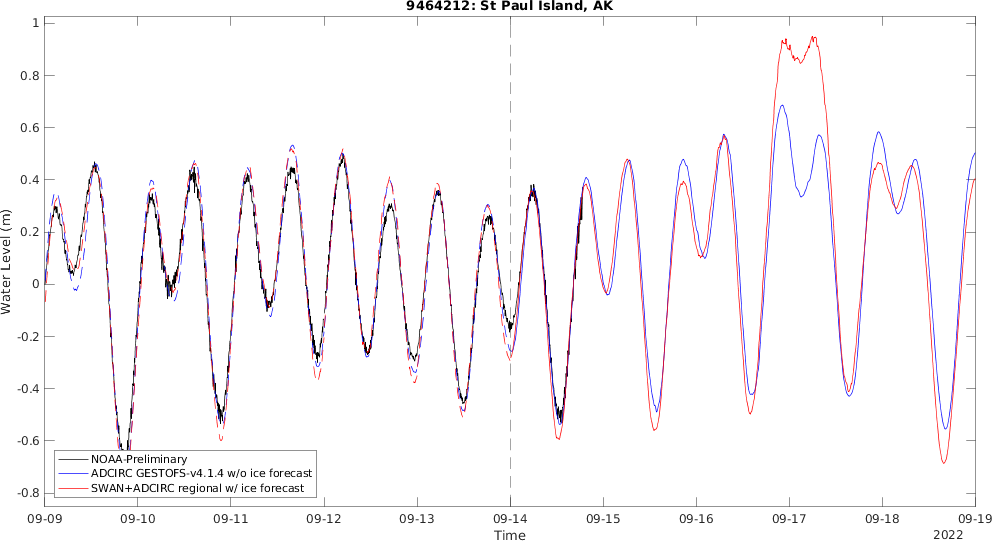 9464212: St Paul Island, AK
Water Level (m)
1
0.8
0.6
0.4
0.2
0
-0.2
-0.4
-0.6
-0.8
NOAA-Preliminary
ADCIRC GESTOFS-v4.1.4 w/o ice forecast
SWAN+ADCIRC regional w/ ice forecast
09-09 09-10 09-11 09-12 09-13 09-14 09-15 09-16 09-17 09-18 09-19
Time
2022